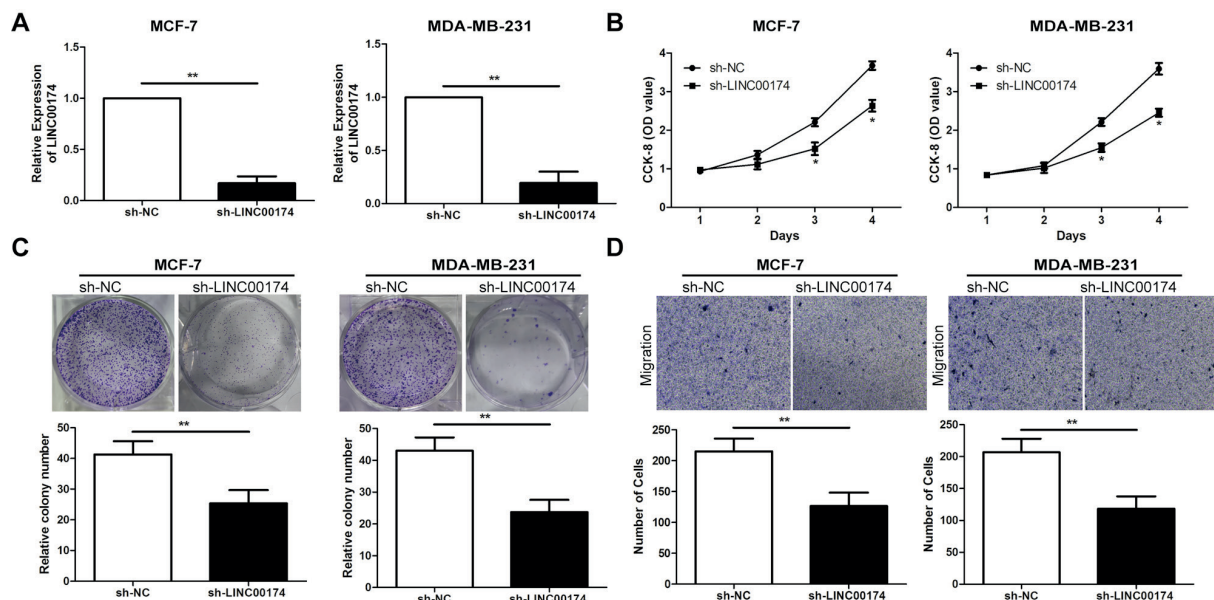 A
MCF-7
Relative Expression
of LINC00174
1.5
1.0
0.5
0.0
**
sh-NC
sh-LINC00174
MDA-MB-231
Relative Expression
of LINC00174
1.5
1.0
0.5
0.0
**
sh-NC
sh-LINC00174
B
MCF-7
CCK-8 (OD value)
4
3
2
1
0
sh-NC
sh-LINC00174
*
*
1
2
3
4
Days
MDA-MB-231
CCK-8 (OD value)
4
3
2
1
0
sh-NC
sh-LINC00174
*
*
1
2
3
4
Days
C
MCF-7
sh-NC
sh-LINC00174
Relative colony number
50
40
30
20
10
0
**
sh-NC
sh-LINC00174
MDA-MB-231
sh-NC
sh-LINC00174
Relative colony number
50
40
30
20
10
0
**
sh-NC
sh-LINC00174
D
MCF-7
sh-NC
sh-LINC00174
Migration
Number of Cells
250
200
150
100
50
0
**
sh-NC
sh-LINC00174
MDA-MB-231
sh-NC
sh-LINC00174
Migration
Number of Cells
250
200
150
100
50
0
**
sh-NC
sh-LINC00174